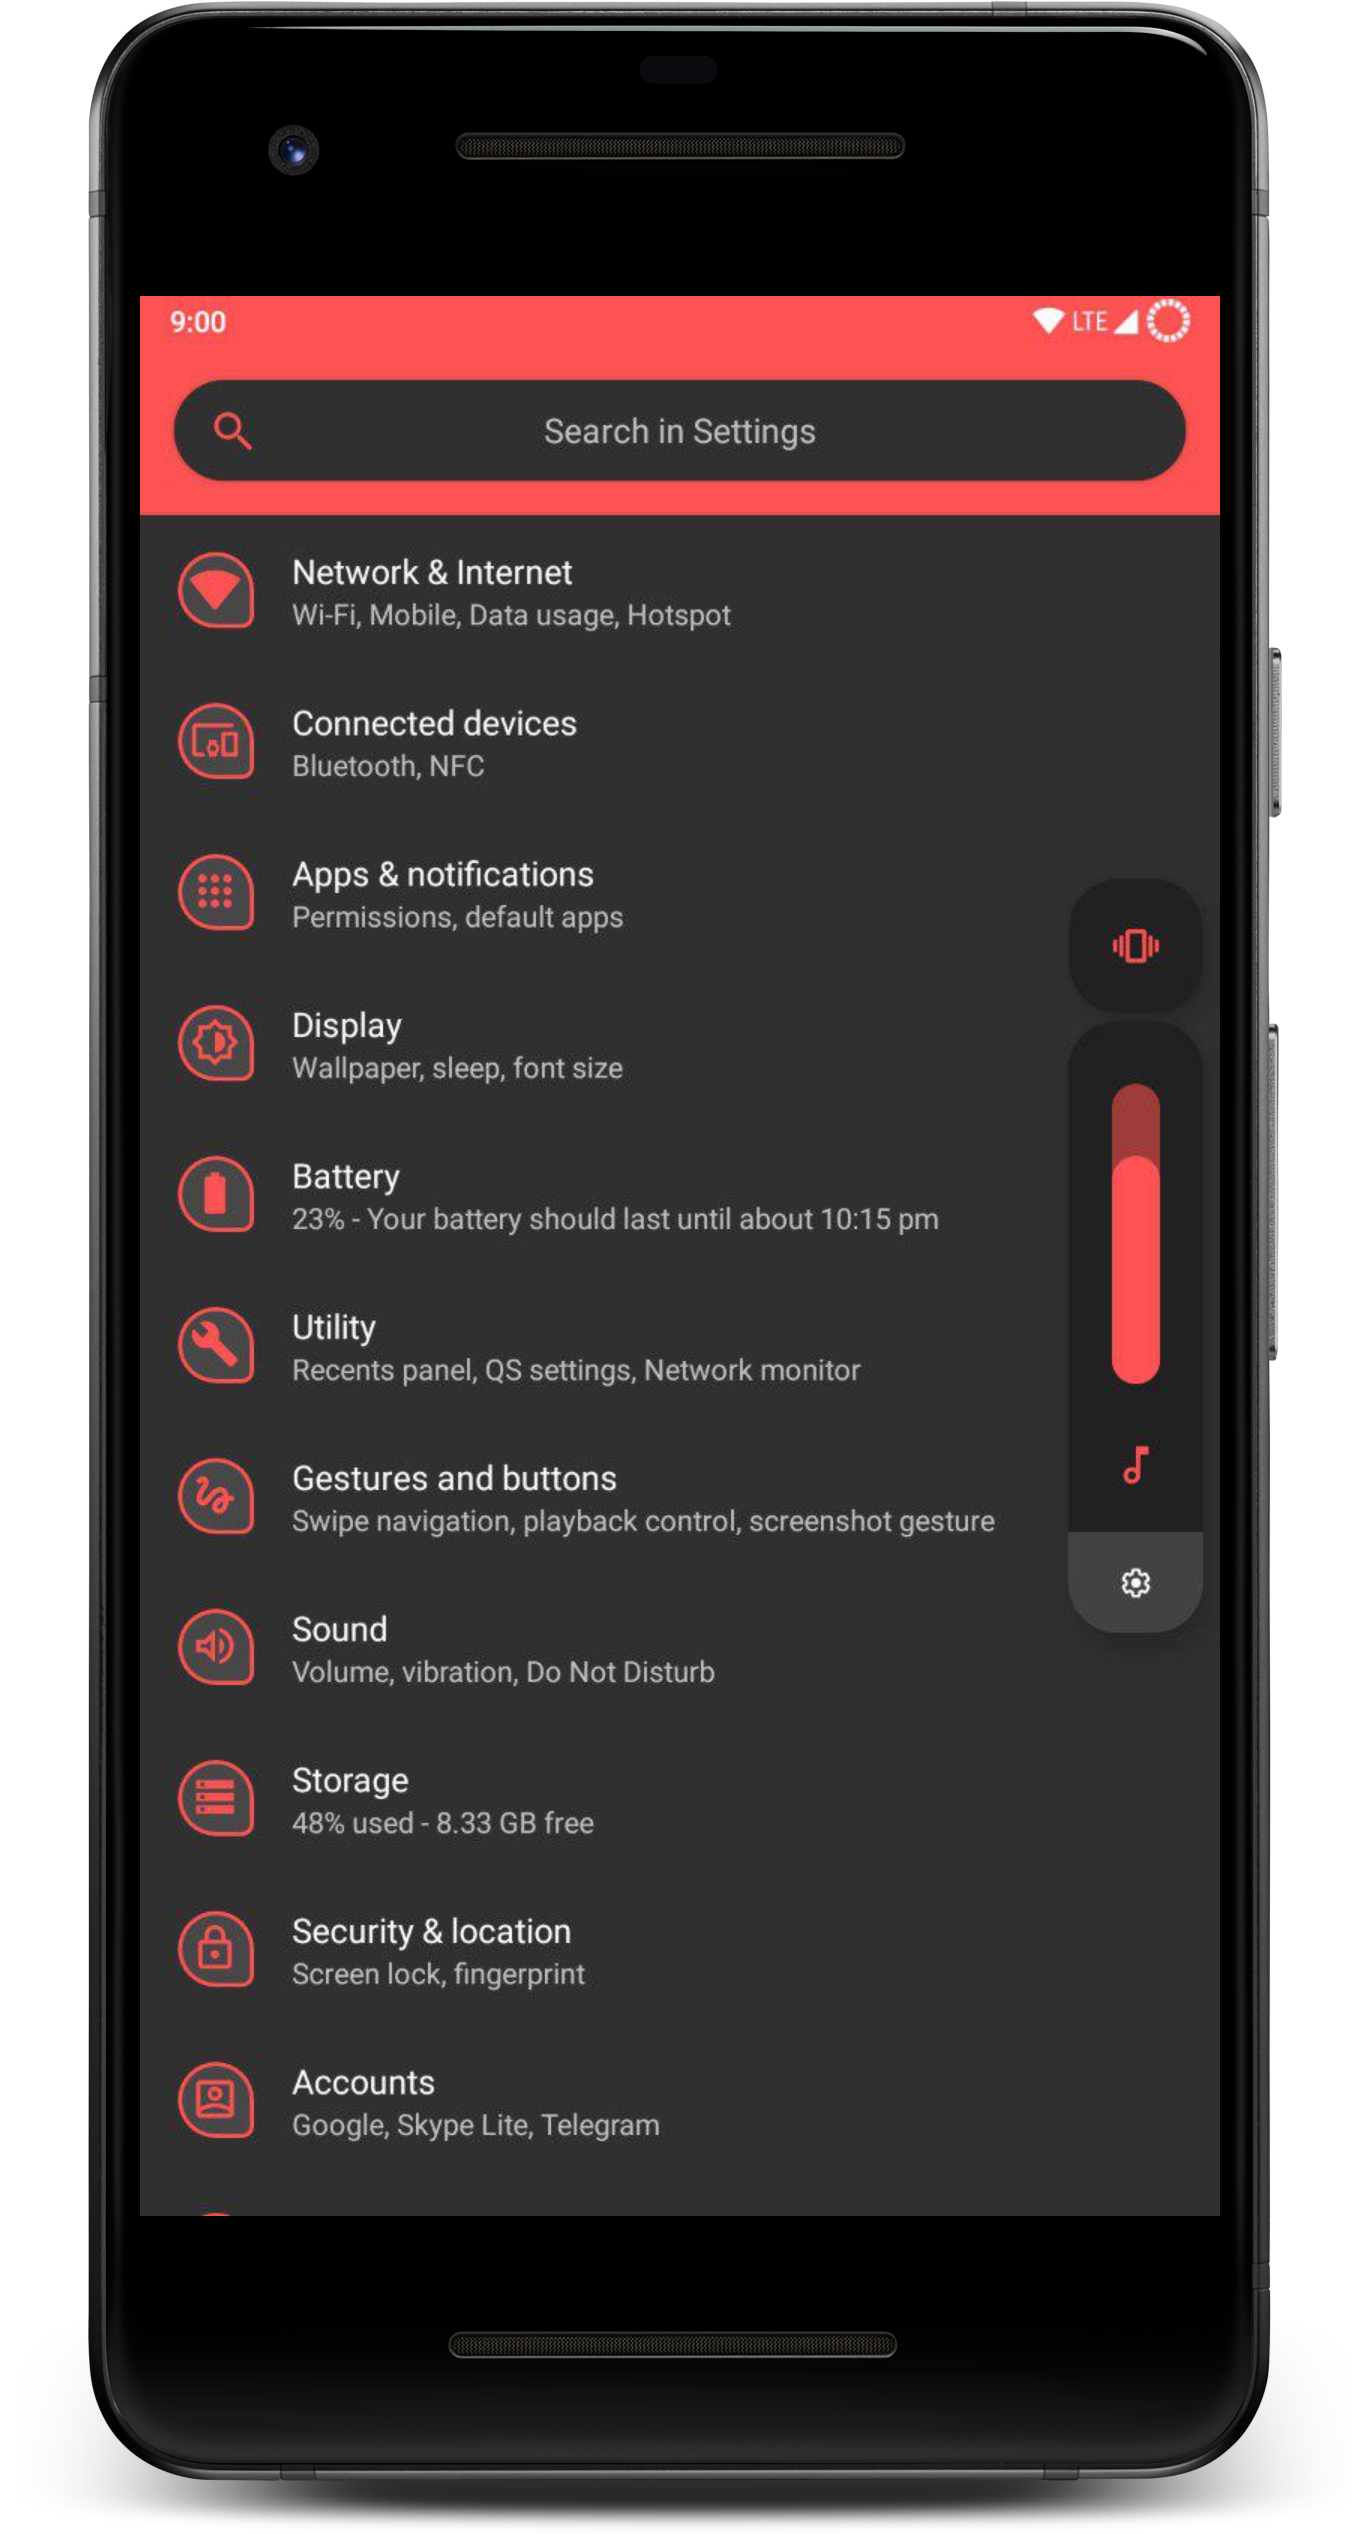 9:00
LTE
Search in Settings
Network & Internet
Wi-Fi, Mobile, Data usage, Hotspot
Connected devices
Bluetooth, NFC
Apps & notifications
Permissions, default apps
Display
Wallpaper, sleep, font size
Battery
23% - Your battery should last until about 10:15 pm
Utility
Recents panel, QS settings, Network monitor
Gestures and buttons
Swipe navigation, playback control, screenshot gesture
Sound
Volume, vibration, Do Not Disturb
Storage
48% used - 8.33 GB free
Security & location
Screen lock, fingerprint
Accounts
Google, Skype Lite, Telegram